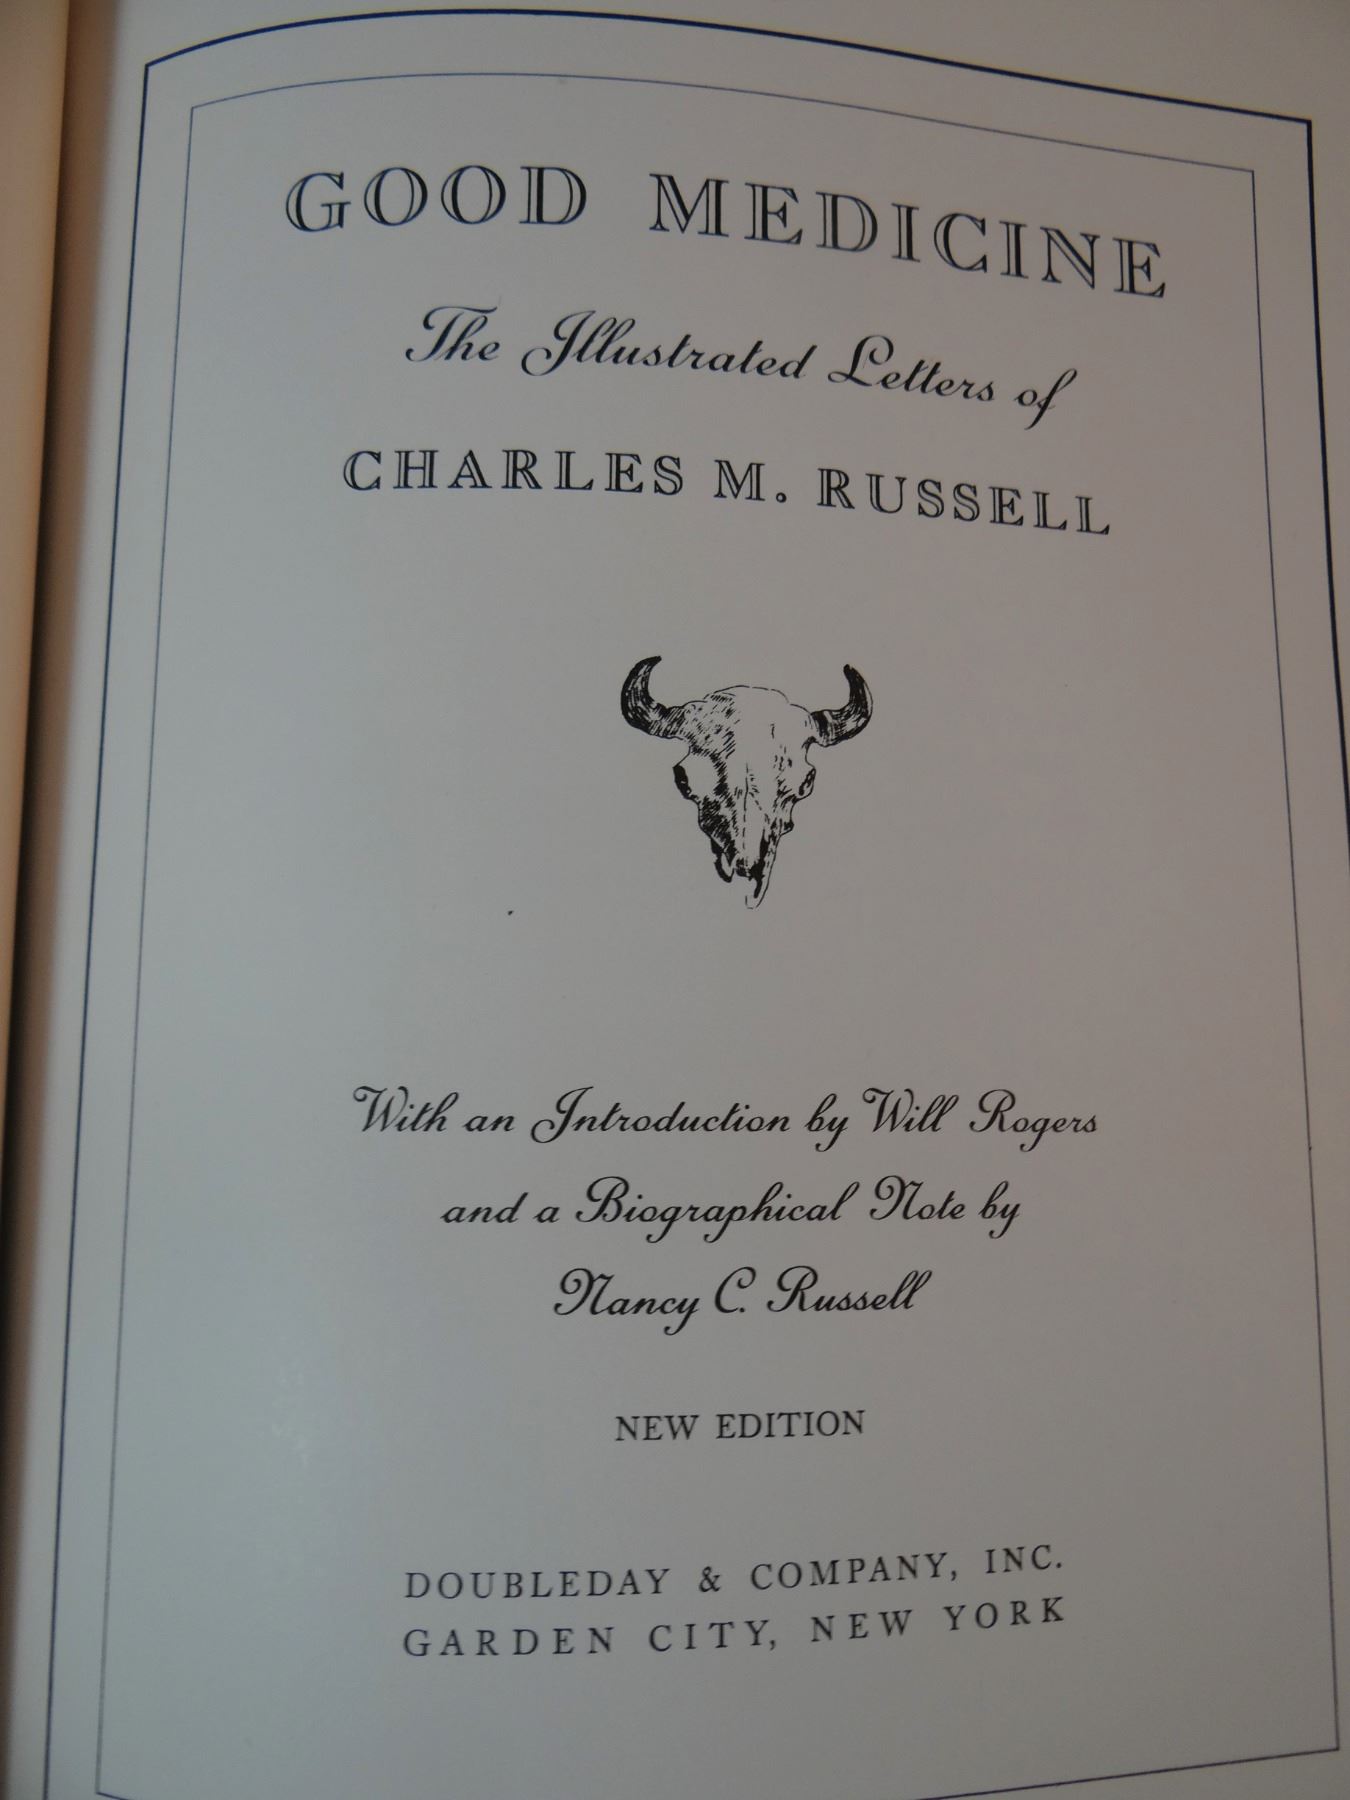 GOOD MEDICINE
The Illustrated Letters of
CHARLES M. RUSSELL
With an Introduction by Will Rogers
and a Biographical Note by
Nancy C. Russell
NEW EDITION
DOUBLEDAY & COMPANY, INC.
GARDEN CITY, NEW YORK